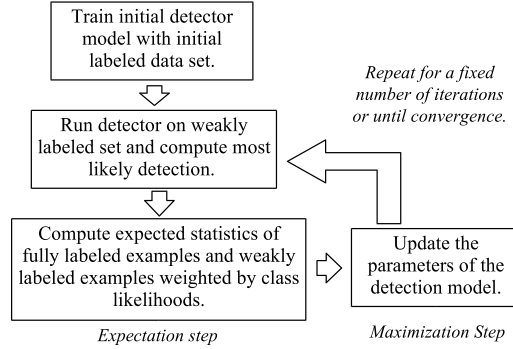 Train initial detector
model with initial
labeled data set.
Repeat for a fixed
number of iterations
or until convergence.
Run detector on weakly
labeled set and compute most
likely detection.
Compute expected statistics of
fully labeled examples and weakly
labeled examples weighted by class
likelihoods.
Update the
parameters of the
detection model.
Expectation step
Maximization Step